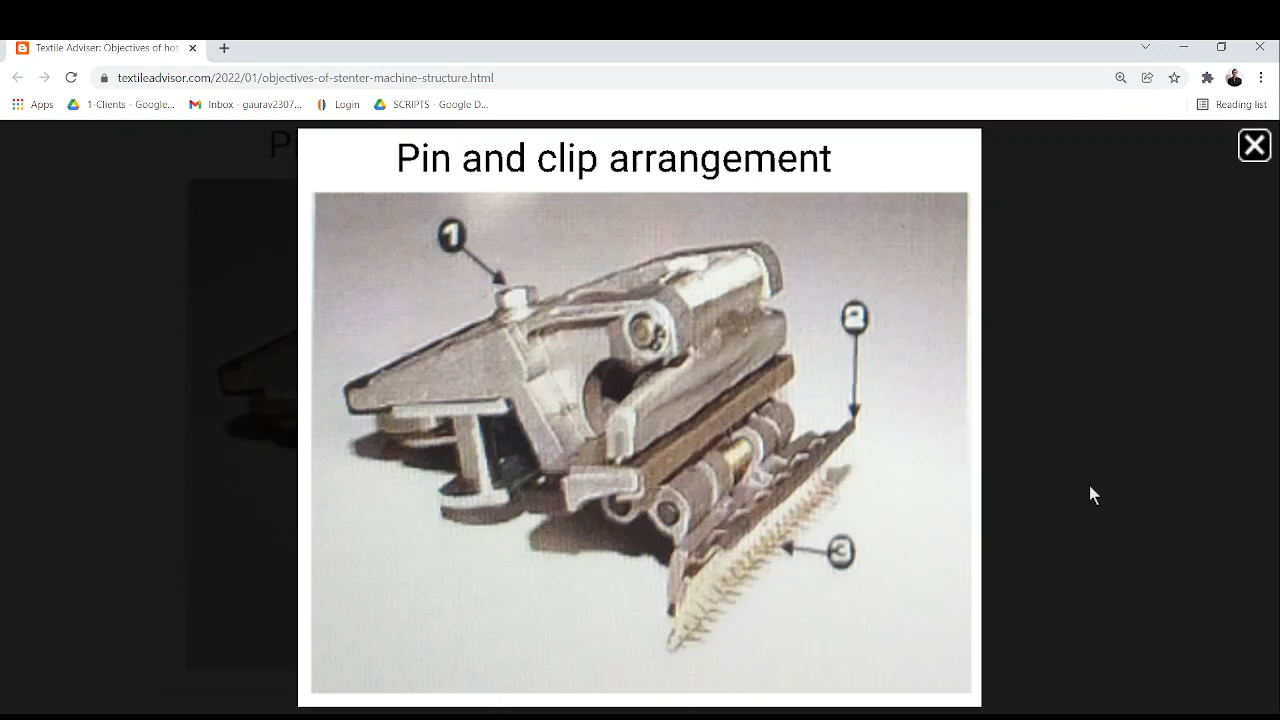 Textile Adviser: Objectives of hot
textileadvisor.com/2022/01/objectives-of-stenter-machine-structure.html
Apps 1-Clients - Google... Inbox - gaurav2307... Login SCRIPTS - Google D... Reading list
Pin and clip arrangement
1
2
3